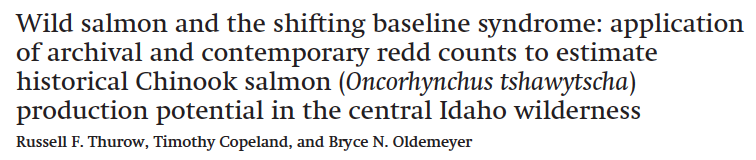 Wild salmon and the shifting baseline syndrome: application
of archival and contemporary redd counts to estimate
historical Chinook salmon (Oncorhynchus tshawytscha)
production potential in the central Idaho wilderness
Russell F. Thurow, Timothy Copeland, and Bryce N. Oldemeyer